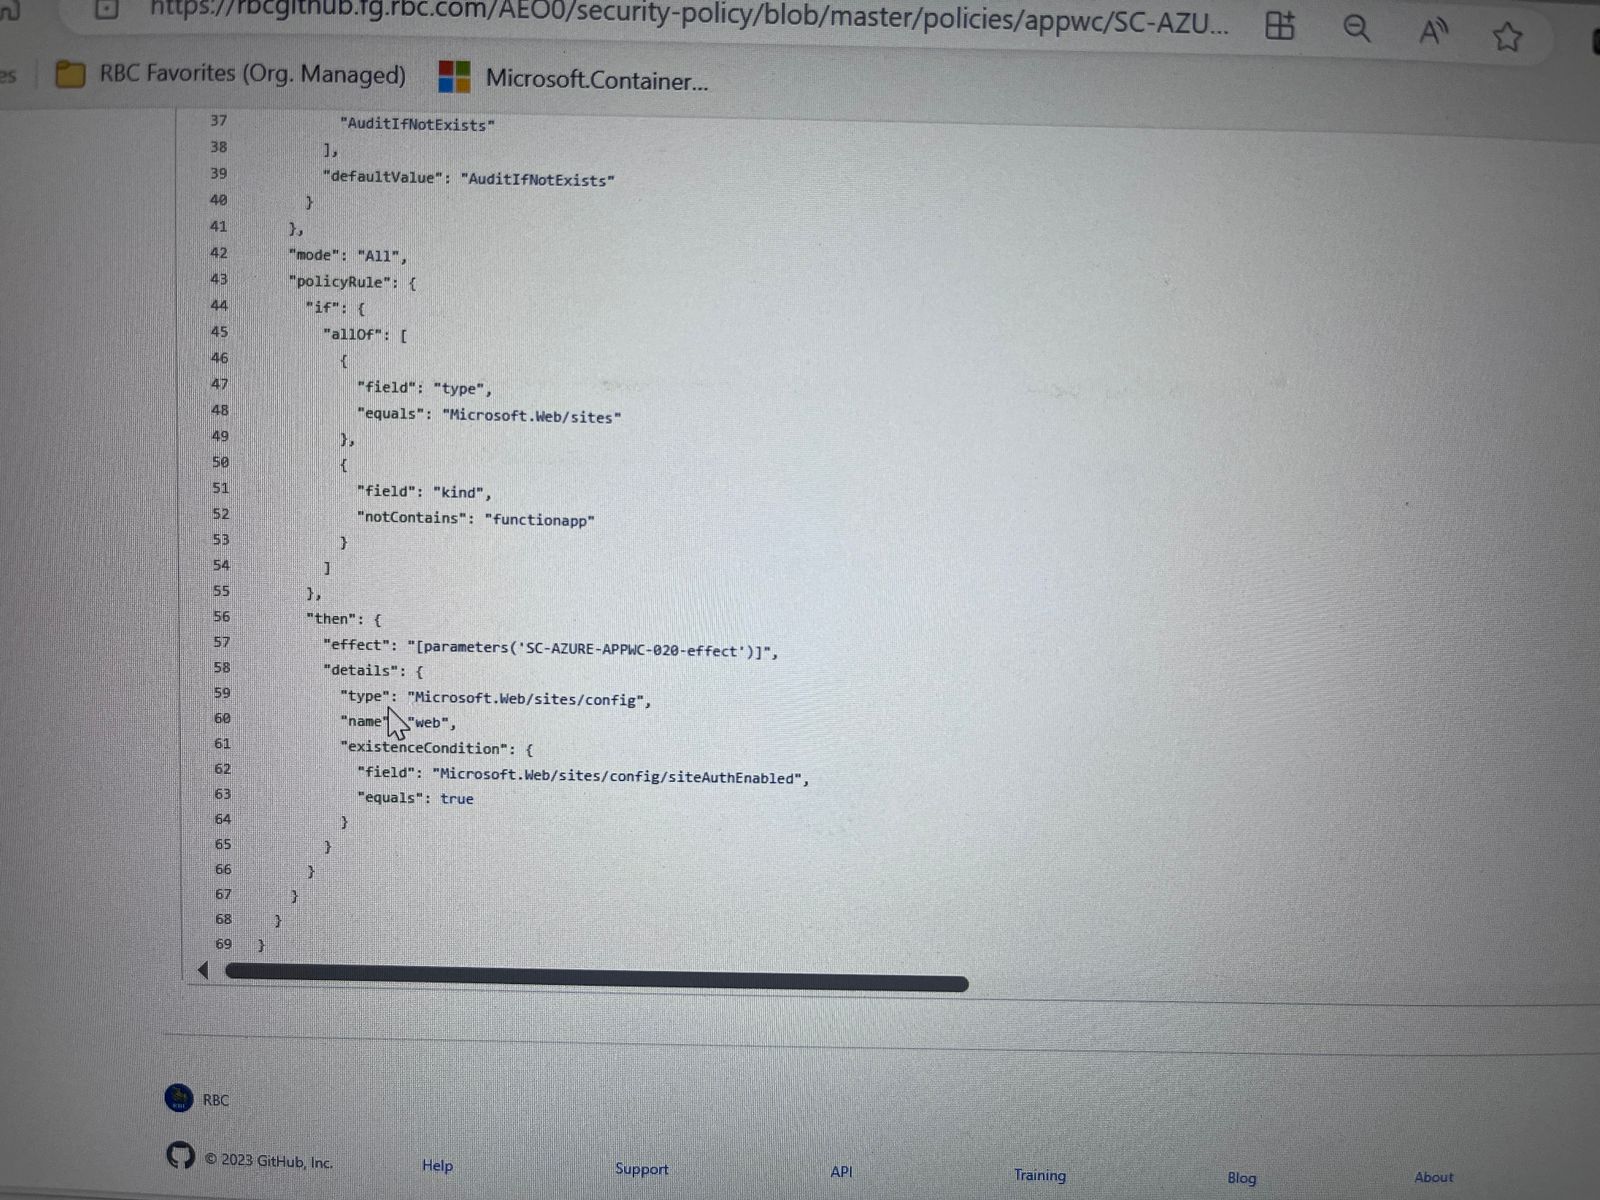 https://rbcgithub.fg.rbc.com/AEO0/security-policy/blob/master/policies/appwc/SC-AZU...
es
RBC Favorites (Org. Managed)
Microsoft.Container...
37 "AuditIfNotExists"
38 ],
39 "defaultValue": "AuditIfNotExists"
40 }
41 },
42 "mode": "All",
43 "policyRule": {
44 "if": {
45 "allOf": [
46 {
47 "field": "type",
48 "equals": "Microsoft.Web/sites"
49 },
50 {
51 "field": "kind",
52 "notContains": "functionapp"
53 }
54 ]
55 },
56 "then": {
57 "effect": "[parameters('SC-AZURE-APPWC-020-effect')]",
58 "details": {
59 "type": "Microsoft.Web/sites/config",
60 "name" "web",
61 "existenceCondition": {
62 "field": "Microsoft.Web/sites/config/siteAuthEnabled",
63 "equals": true
64 }
65 }
66 }
67 }
68 }
69 }
RBC
© 2023 GitHub, Inc.
Help
Support
API
Training
Blog
About